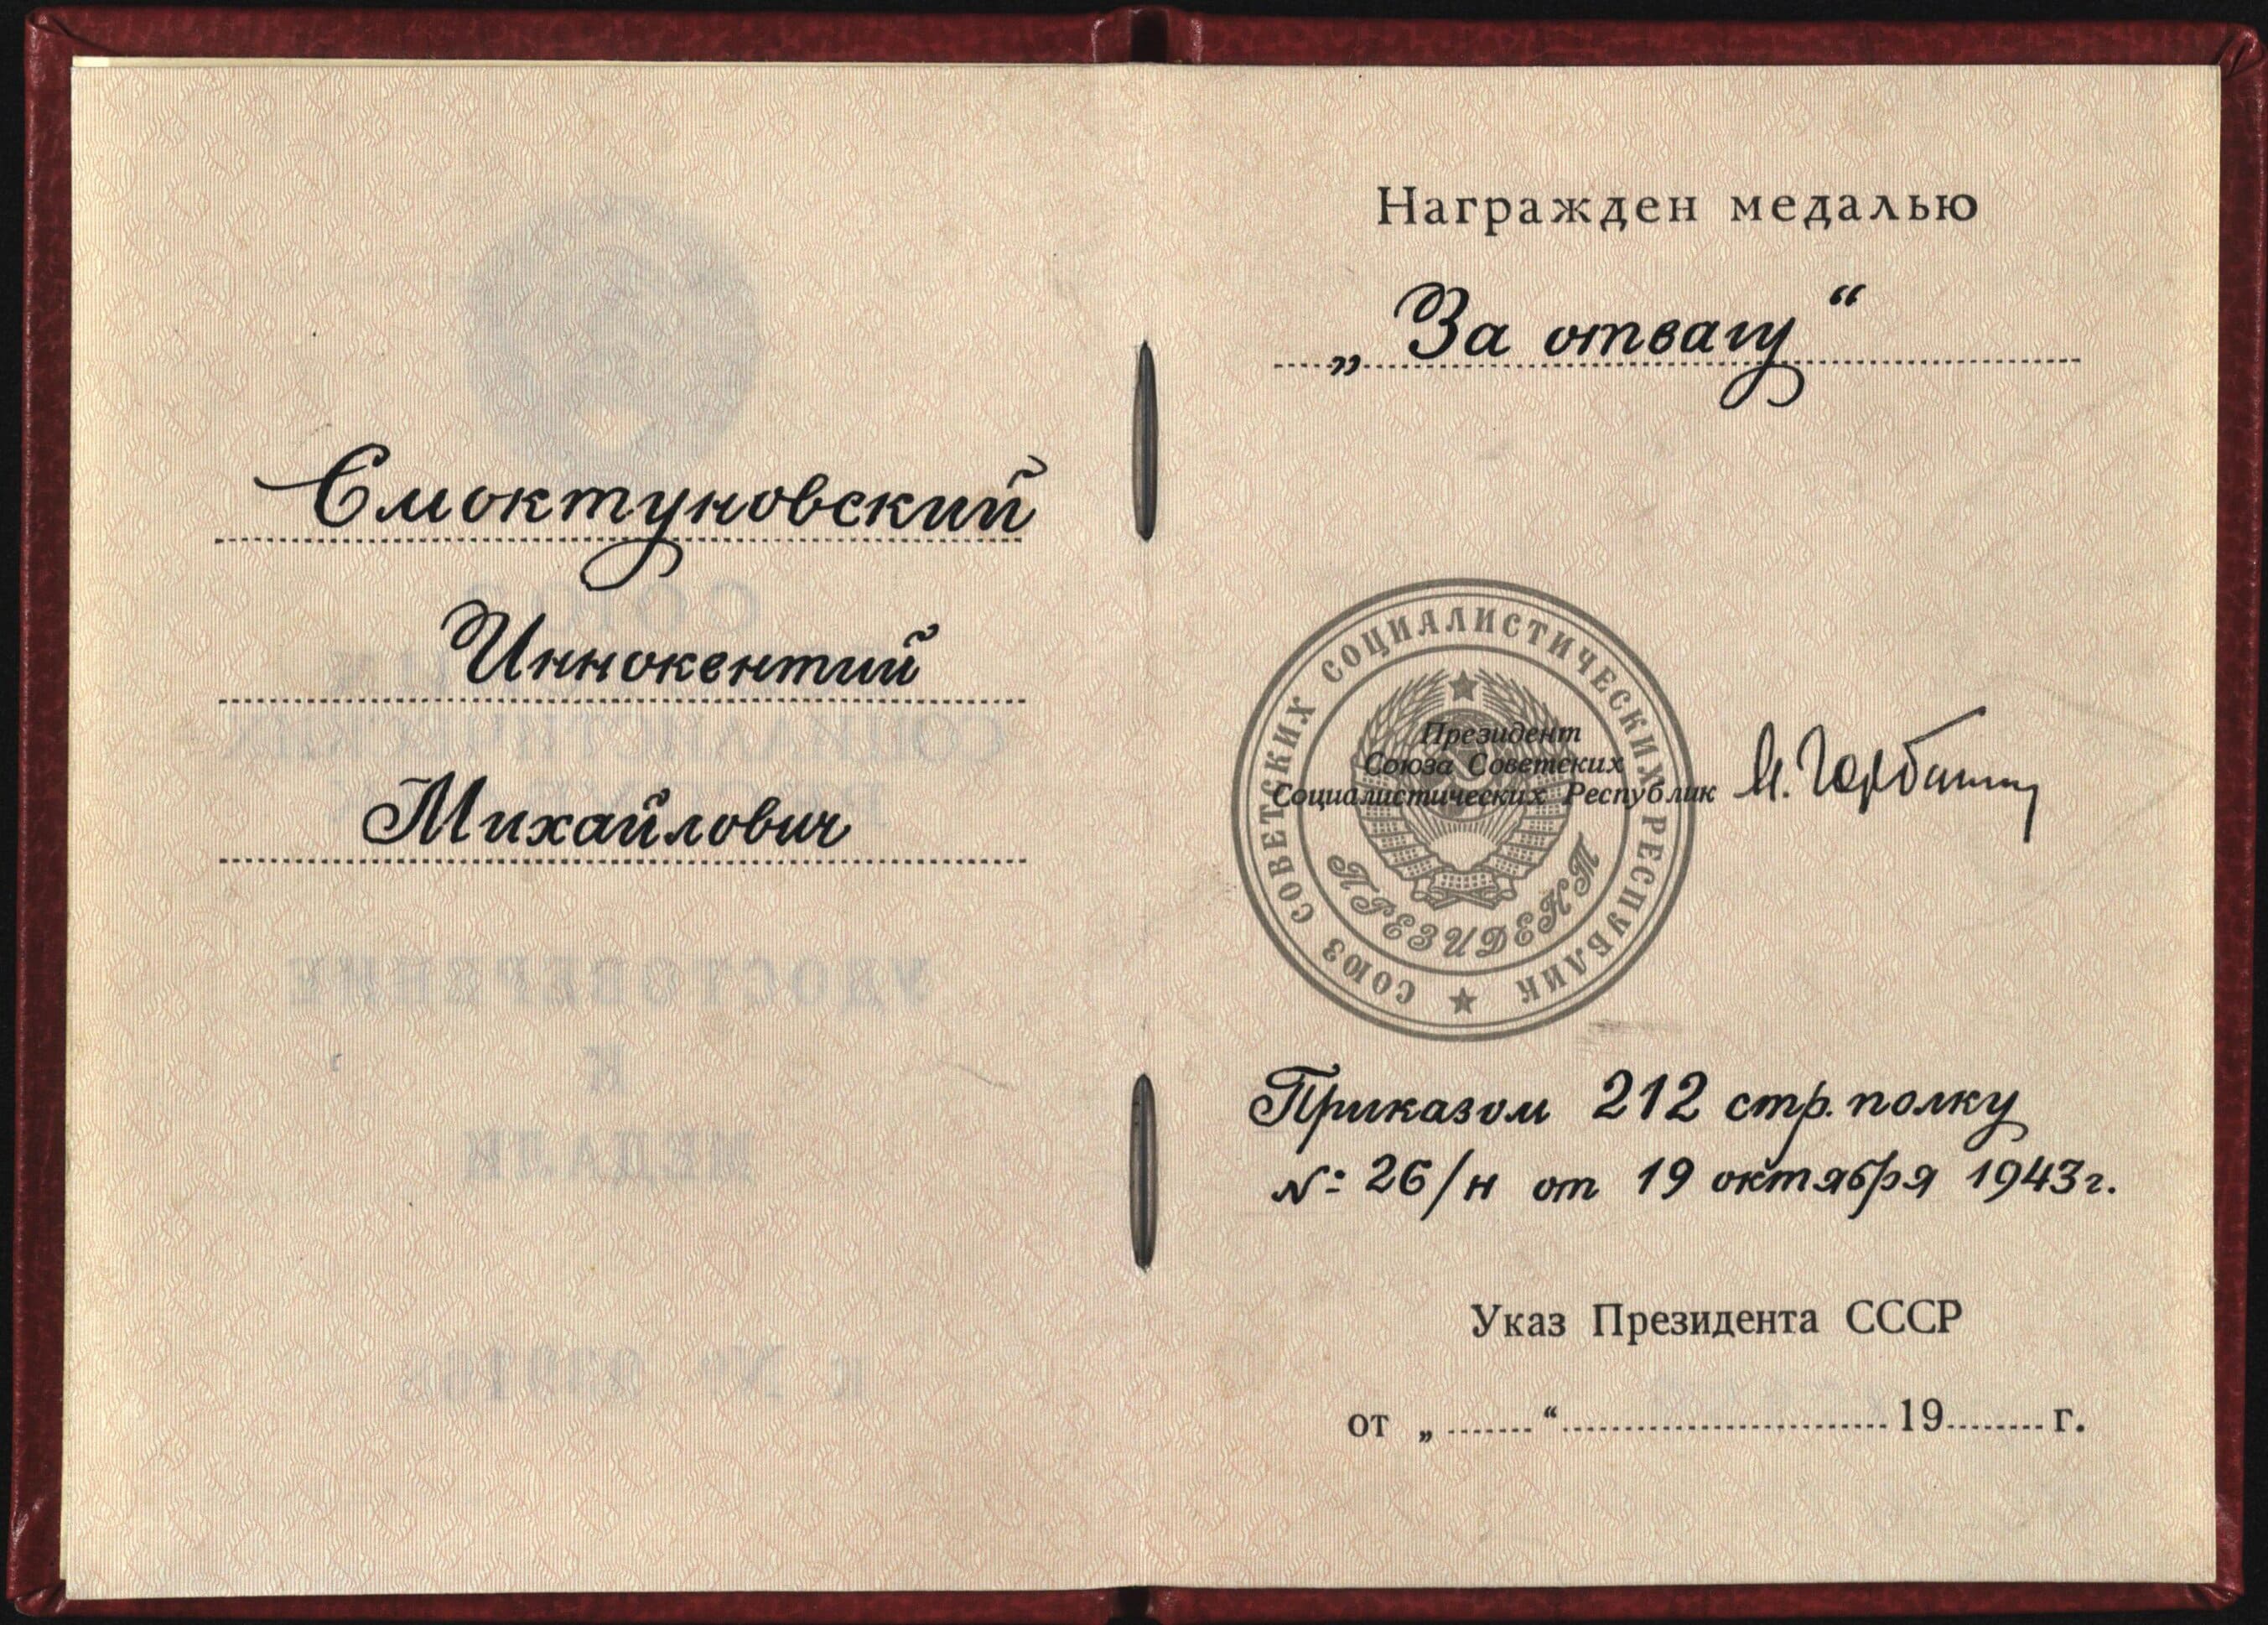 Смоктуновский
Иннокентий
Михайлович
Награжден медалью
„За отвагу“
СОЮЗ СОВЕТСКИХ СОЦИАЛИСТИЧЕСКИХ РЕСПУБЛИК
ПРЕЗИДЕНТ
Президент
Союза Советских
Социалистических Республик
М. Горбачев
Приказом 212 стр. полку
№ 26/н от 19 октября 1943 г.
Указ Президента СССР
от „ “ 19 г.